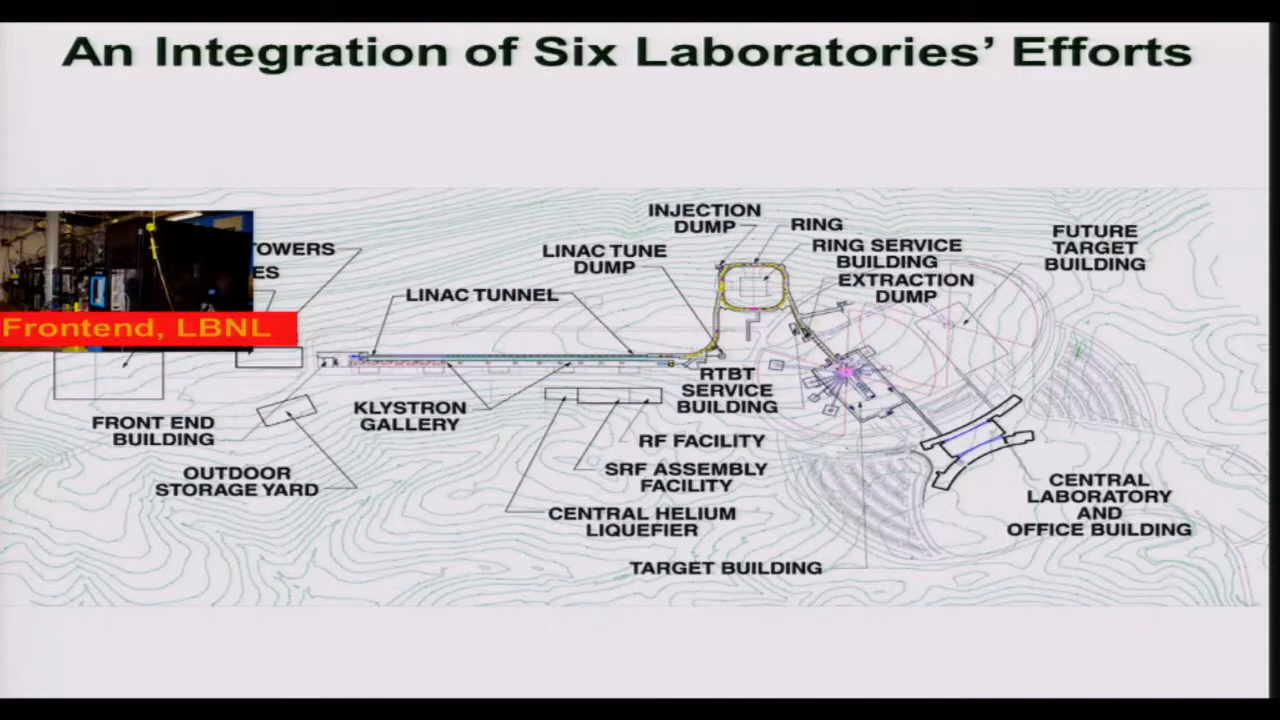 An Integration of Six Laboratories’ Efforts
INJECTION
DUMP
RING
RING SERVICE
BUILDING
EXTRACTION
DUMP
FUTURE
TARGET
BUILDING
TOWERS
ES
LINAC TUNE
DUMP
LINAC TUNNEL
Frontend, LBNL
RTBT
SERVICE
BUILDING
KLYSTRON
GALLERY
FRONT END
BUILDING
OUTDOOR
STORAGE YARD
RF FACILITY
SRF ASSEMBLY
FACILITY
CENTRAL HELIUM
LIQUEFIER
CENTRAL
LABORATORY
AND
OFFICE BUILDING
TARGET BUILDING